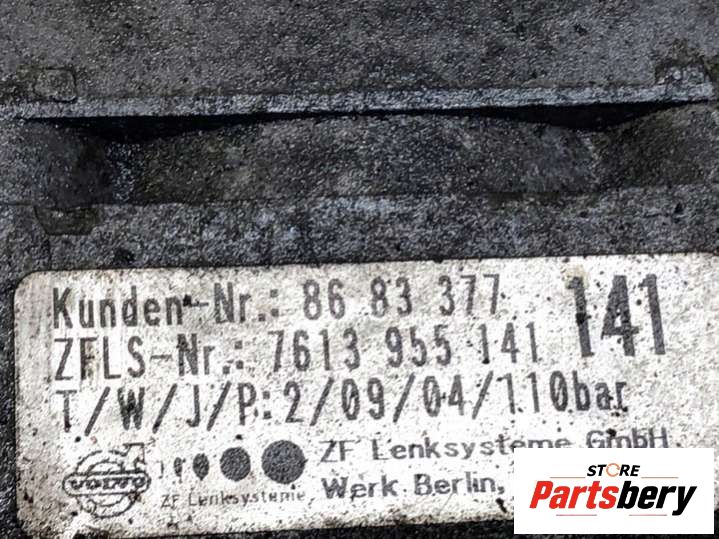 Kunden-Nr.: 86 83 377 141
ZFLS-Nr.: 7613 955 141
T/W/J/P: 2/09/04/110bar
ZF Lenksysteme GmbH
VOLVO
ZF Lenksysteme, Werk Berlin,
STORE
Partsbery